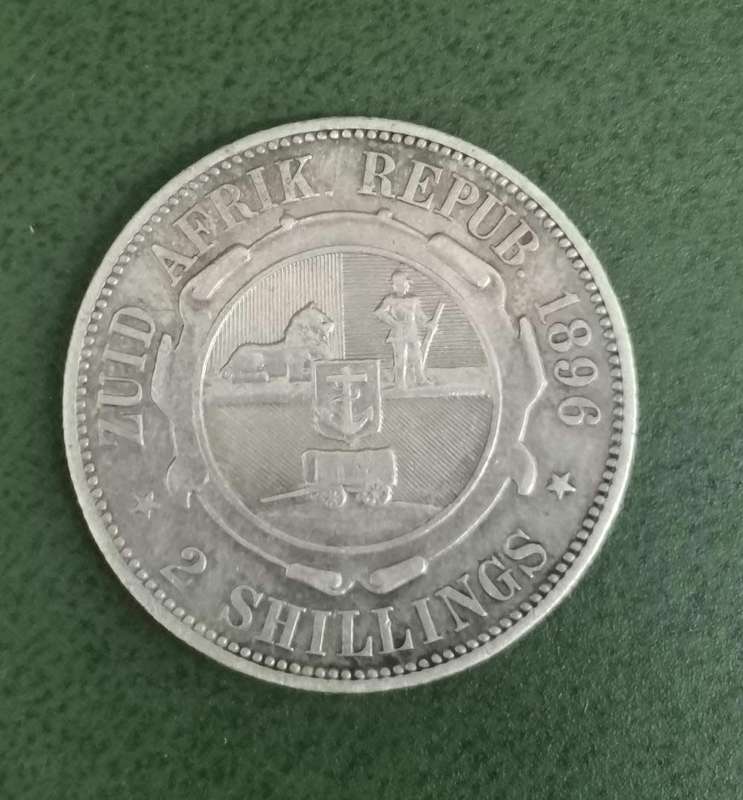 ZUID AFRIK. REPUB. 1896
2 SHILLINGS